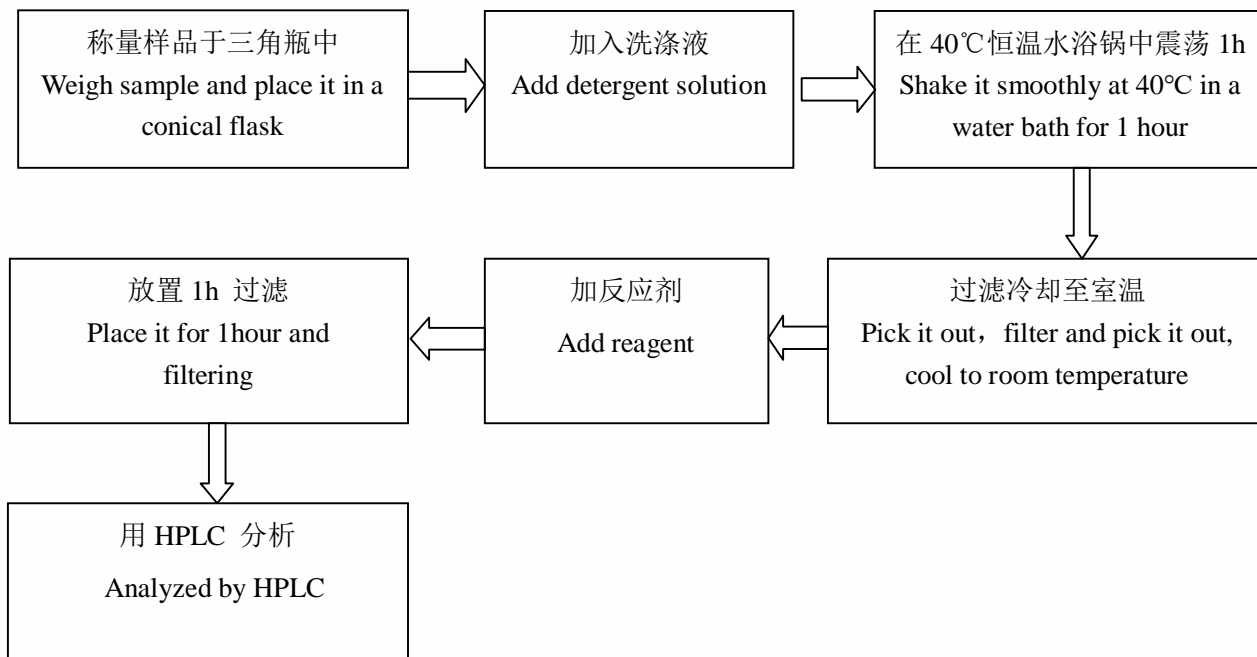 称量样品于三角瓶中
Weigh sample and place it in a
conical flask
加入洗涤液
Add detergent solution
在 40℃恒温水浴锅中震荡 1h
Shake it smoothly at 40°C in a
water bath for 1 hour
过滤冷却至室温
Pick it out，filter and pick it out,
cool to room temperature
加反应剂
Add reagent
放置 1h 过滤
Place it for 1hour and
filtering
用 HPLC 分析
Analyzed by HPLC